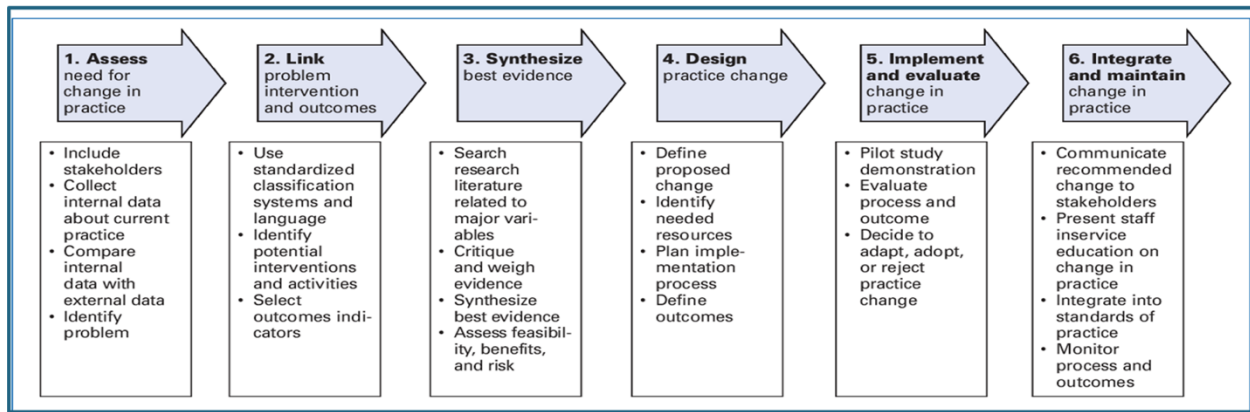 1. Assess
need for
change in
practice
2. Link
problem
intervention
and outcomes
3. Synthesize
best evidence
4. Design
practice change
5. Implement
and evaluate
change in
practice
6. Integrate
and maintain
change in
practice
• Include
stakeholders
• Collect
internal data
about current
practice
• Compare
internal
data with
external data
• Identify
problem
• Use
standardized
classification
systems and
language
• Identify
potential
interventions
and activities
• Select
outcomes indi-
cators
• Search
research
literature
related to
major vari-
ables
• Critique
and weigh
evidence
• Synthesize
best evidence
• Assess feasibil-
ity, benefits,
and risk
• Define
proposed
change
• Identify
needed
resources
• Plan imple-
mentation
process
• Define
outcomes
• Pilot study
demonstration
• Evaluate
process and
outcome
• Decide to
adapt, adopt,
or reject
practice
change
• Communicate
recommended
change to
stakeholders
• Present staff
inservice
education on
change in
practice
• Integrate into
standards of
practice
• Monitor
process and
outcomes